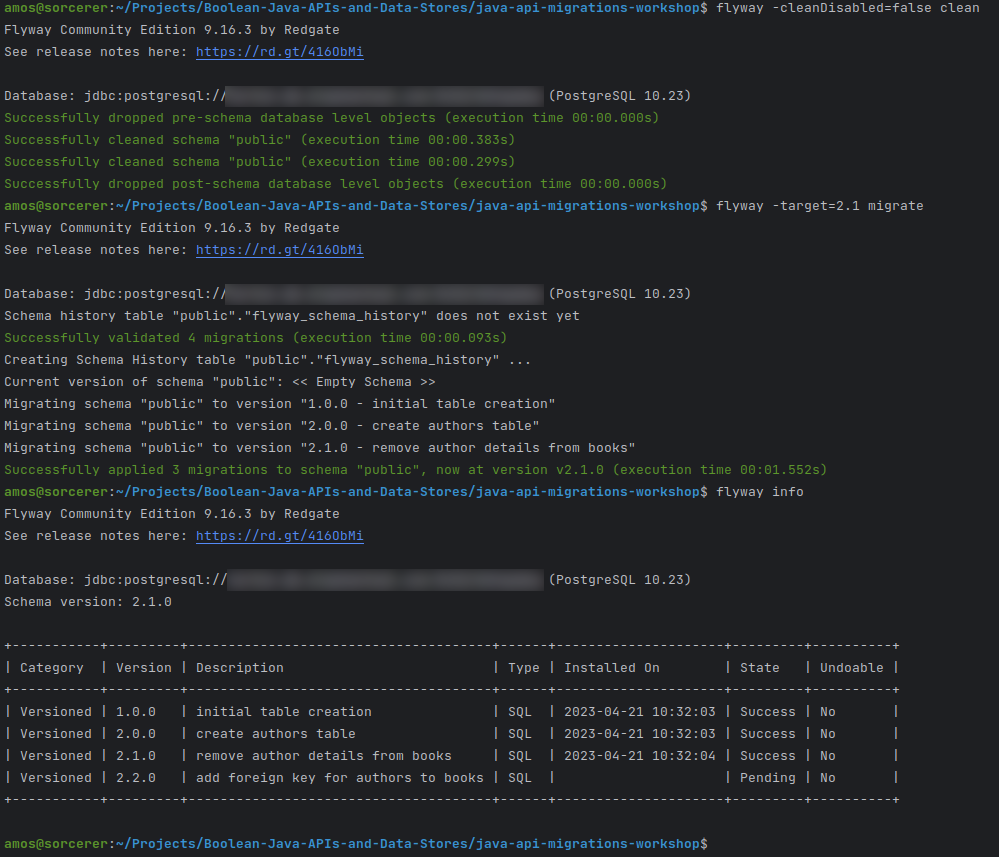 amos@sorcerer:~/Projects/Boolean-Java-APIs-and-Data-Stores/java-api-migrations-workshop$ flyway -cleanDisabled=false clean
Flyway Community Edition 9.16.3 by Redgate
See release notes here: https://rd.gt/416ObMi

Database: jdbc:postgresql:// (PostgreSQL 10.23)
Successfully dropped pre-schema database level objects (execution time 00:00.000s)
Successfully cleaned schema "public" (execution time 00:00.383s)
Successfully cleaned schema "public" (execution time 00:00.299s)
Successfully dropped post-schema database level objects (execution time 00:00.000s)
amos@sorcerer:~/Projects/Boolean-Java-APIs-and-Data-Stores/java-api-migrations-workshop$ flyway -target=2.1 migrate
Flyway Community Edition 9.16.3 by Redgate
See release notes here: https://rd.gt/416ObMi

Database: jdbc:postgresql:// (PostgreSQL 10.23)
Schema history table "public"."flyway_schema_history" does not exist yet
Successfully validated 4 migrations (execution time 00:00.093s)
Creating Schema History table "public"."flyway_schema_history" ...
Current version of schema "public": << Empty Schema >>
Migrating schema "public" to version "1.0.0 - initial table creation"
Migrating schema "public" to version "2.0.0 - create authors table"
Migrating schema "public" to version "2.1.0 - remove author details from books"
Successfully applied 3 migrations to schema "public", now at version v2.1.0 (execution time 00:01.552s)
amos@sorcerer:~/Projects/Boolean-Java-APIs-and-Data-Stores/java-api-migrations-workshop$ flyway info
Flyway Community Edition 9.16.3 by Redgate
See release notes here: https://rd.gt/416ObMi

Database: jdbc:postgresql:// (PostgreSQL 10.23)
Schema version: 2.1.0

+-----------+---------+--------------------------------------+------+---------------------+---------+----------+
| Category  | Version | Description                          | Type | Installed On        | State   | Undoable |
+-----------+---------+--------------------------------------+------+---------------------+---------+----------+
| Versioned | 1.0.0   | initial table creation               | SQL  | 2023-04-21 10:32:03 | Success | No       |
| Versioned | 2.0.0   | create authors table                 | SQL  | 2023-04-21 10:32:03 | Success | No       |
| Versioned | 2.1.0   | remove author details from books     | SQL  | 2023-04-21 10:32:04 | Success | No       |
| Versioned | 2.2.0   | add foreign key for authors to books | SQL  |                     | Pending | No       |
+-----------+---------+--------------------------------------+------+---------------------+---------+----------+

amos@sorcerer:~/Projects/Boolean-Java-APIs-and-Data-Stores/java-api-migrations-workshop$